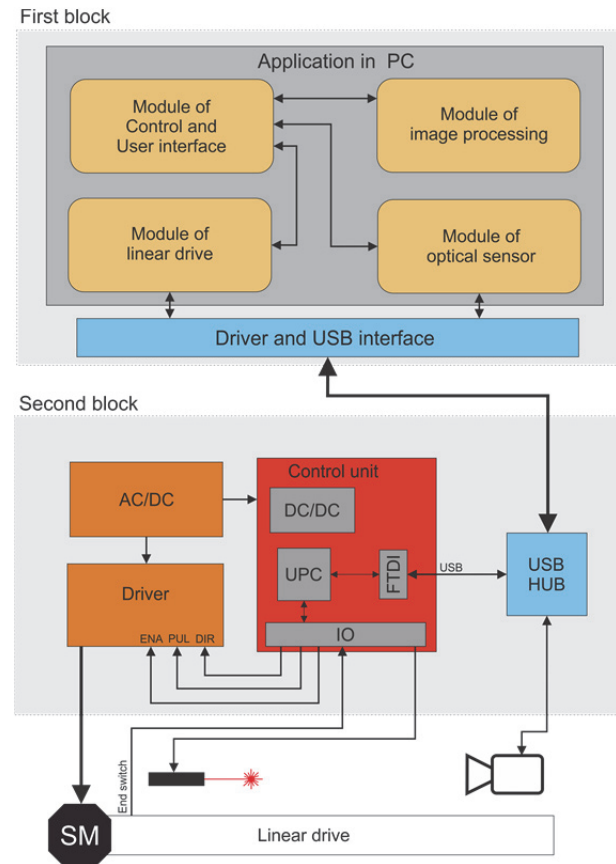 First block
Application in PC
Module of
Control and
User interface
Module of
image processing
Module of
linear drive
Module of
optical sensor
Driver and USB interface
Second block
AC/DC
Control unit
DC/DC
UPC
FTDI
USB
USB
HUB
Driver
ENA PUL DIR
IO
End switch
SM
Linear drive